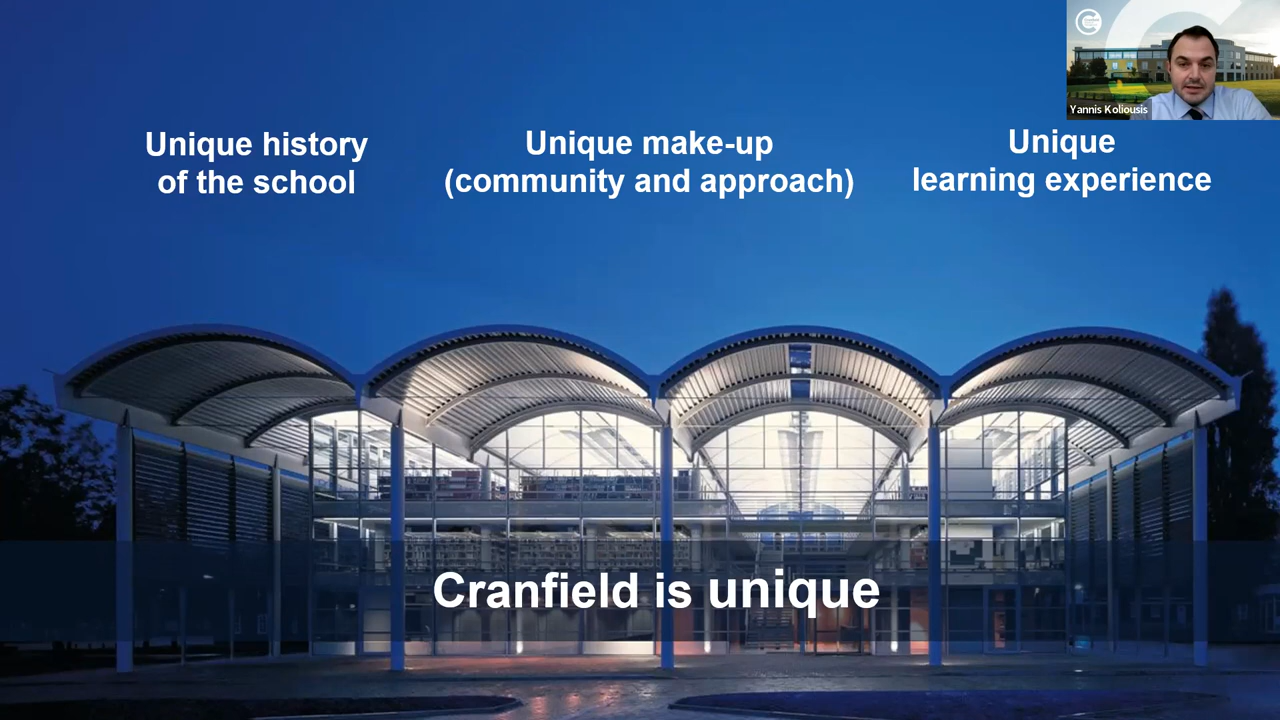 Unique history
of the school
Unique make-up
(community and approach)
Unique
learning experience
Yannis Koliousis
Cranfield is unique